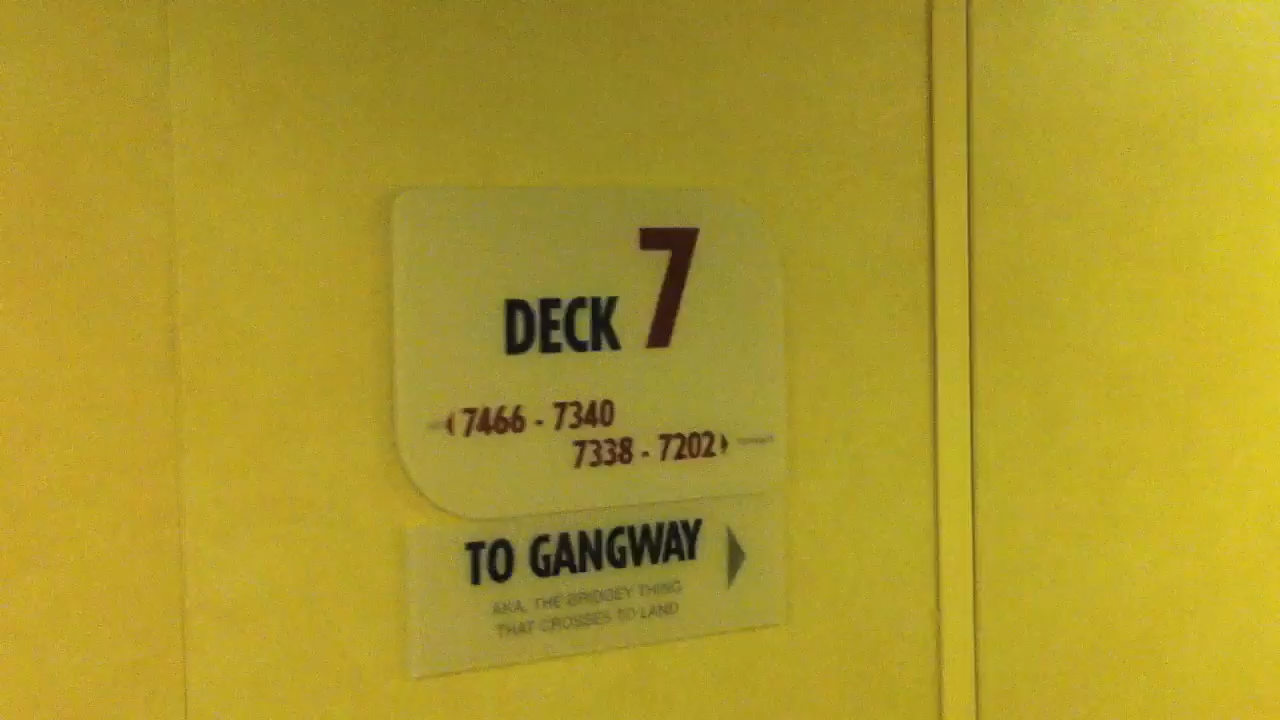 DECK 7
7466 - 7340
7338 - 7202
TO GANGWAY
AKA, THE BRIDGEY THING
THAT CROSSES TO LAND